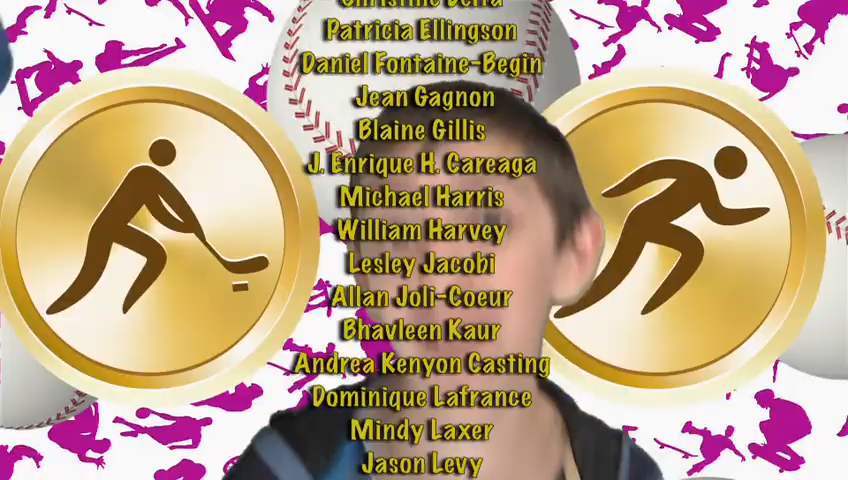 Patricia Ellingson
Daniel Fontaine-Begin
Jean Gagnon
Blaine Gillis
J. Enrique H. Careaga
Michael Harris
William Harvey
Lesley Jacobi
Allan Joli-Coeur
Bhavleen Kaur
Andrea Kenyon Casting
Dominique Lafrance
Mindy Laxer
Jason Levy